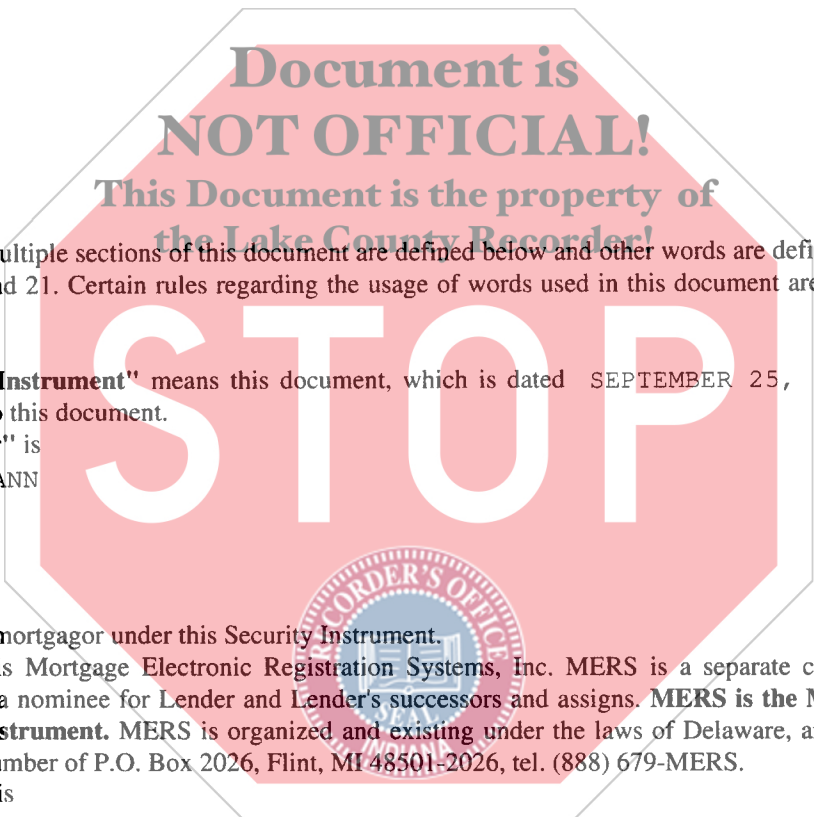 Document is
NOT OFFICIAL!
This Document is the property of
the Lake County Recorder!
ultiple sections of this document are defined below and other words are defi
d 21. Certain rules regarding the usage of words used in this document are
STOP
Instrument" means this document, which is dated SEPTEMBER 25,
this document.
" is
ANN
RECORDER'S OFFICE
mortgagor under this Security Instrument.
s Mortgage Electronic Registration Systems, Inc. MERS is a separate c
a nominee for Lender and Lender's successors and assigns. MERS is the M
strument. MERS is organized and existing under the laws of Delaware, a
mber of P.O. Box 2026, Flint, MI 48501-2026, tel. (888) 679-MERS.
SEAL
INDIANA
is